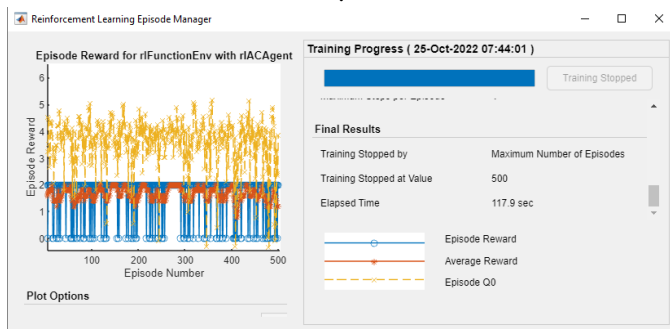 Reinforcement Learning Episode Manager
Episode Reward for rlFunctionEnv with rlACAgent
6
5
4
3
2
1
0
Episode Reward
100 200 300 400 500
Episode Number
Plot Options
Training Progress ( 25-Oct-2022 07:44:01 )
Training Stopped
Final Results
Training Stopped by Maximum Number of Episodes
Training Stopped at Value 500
Elapsed Time 117.9 sec
Episode Reward
Average Reward
Episode Q0